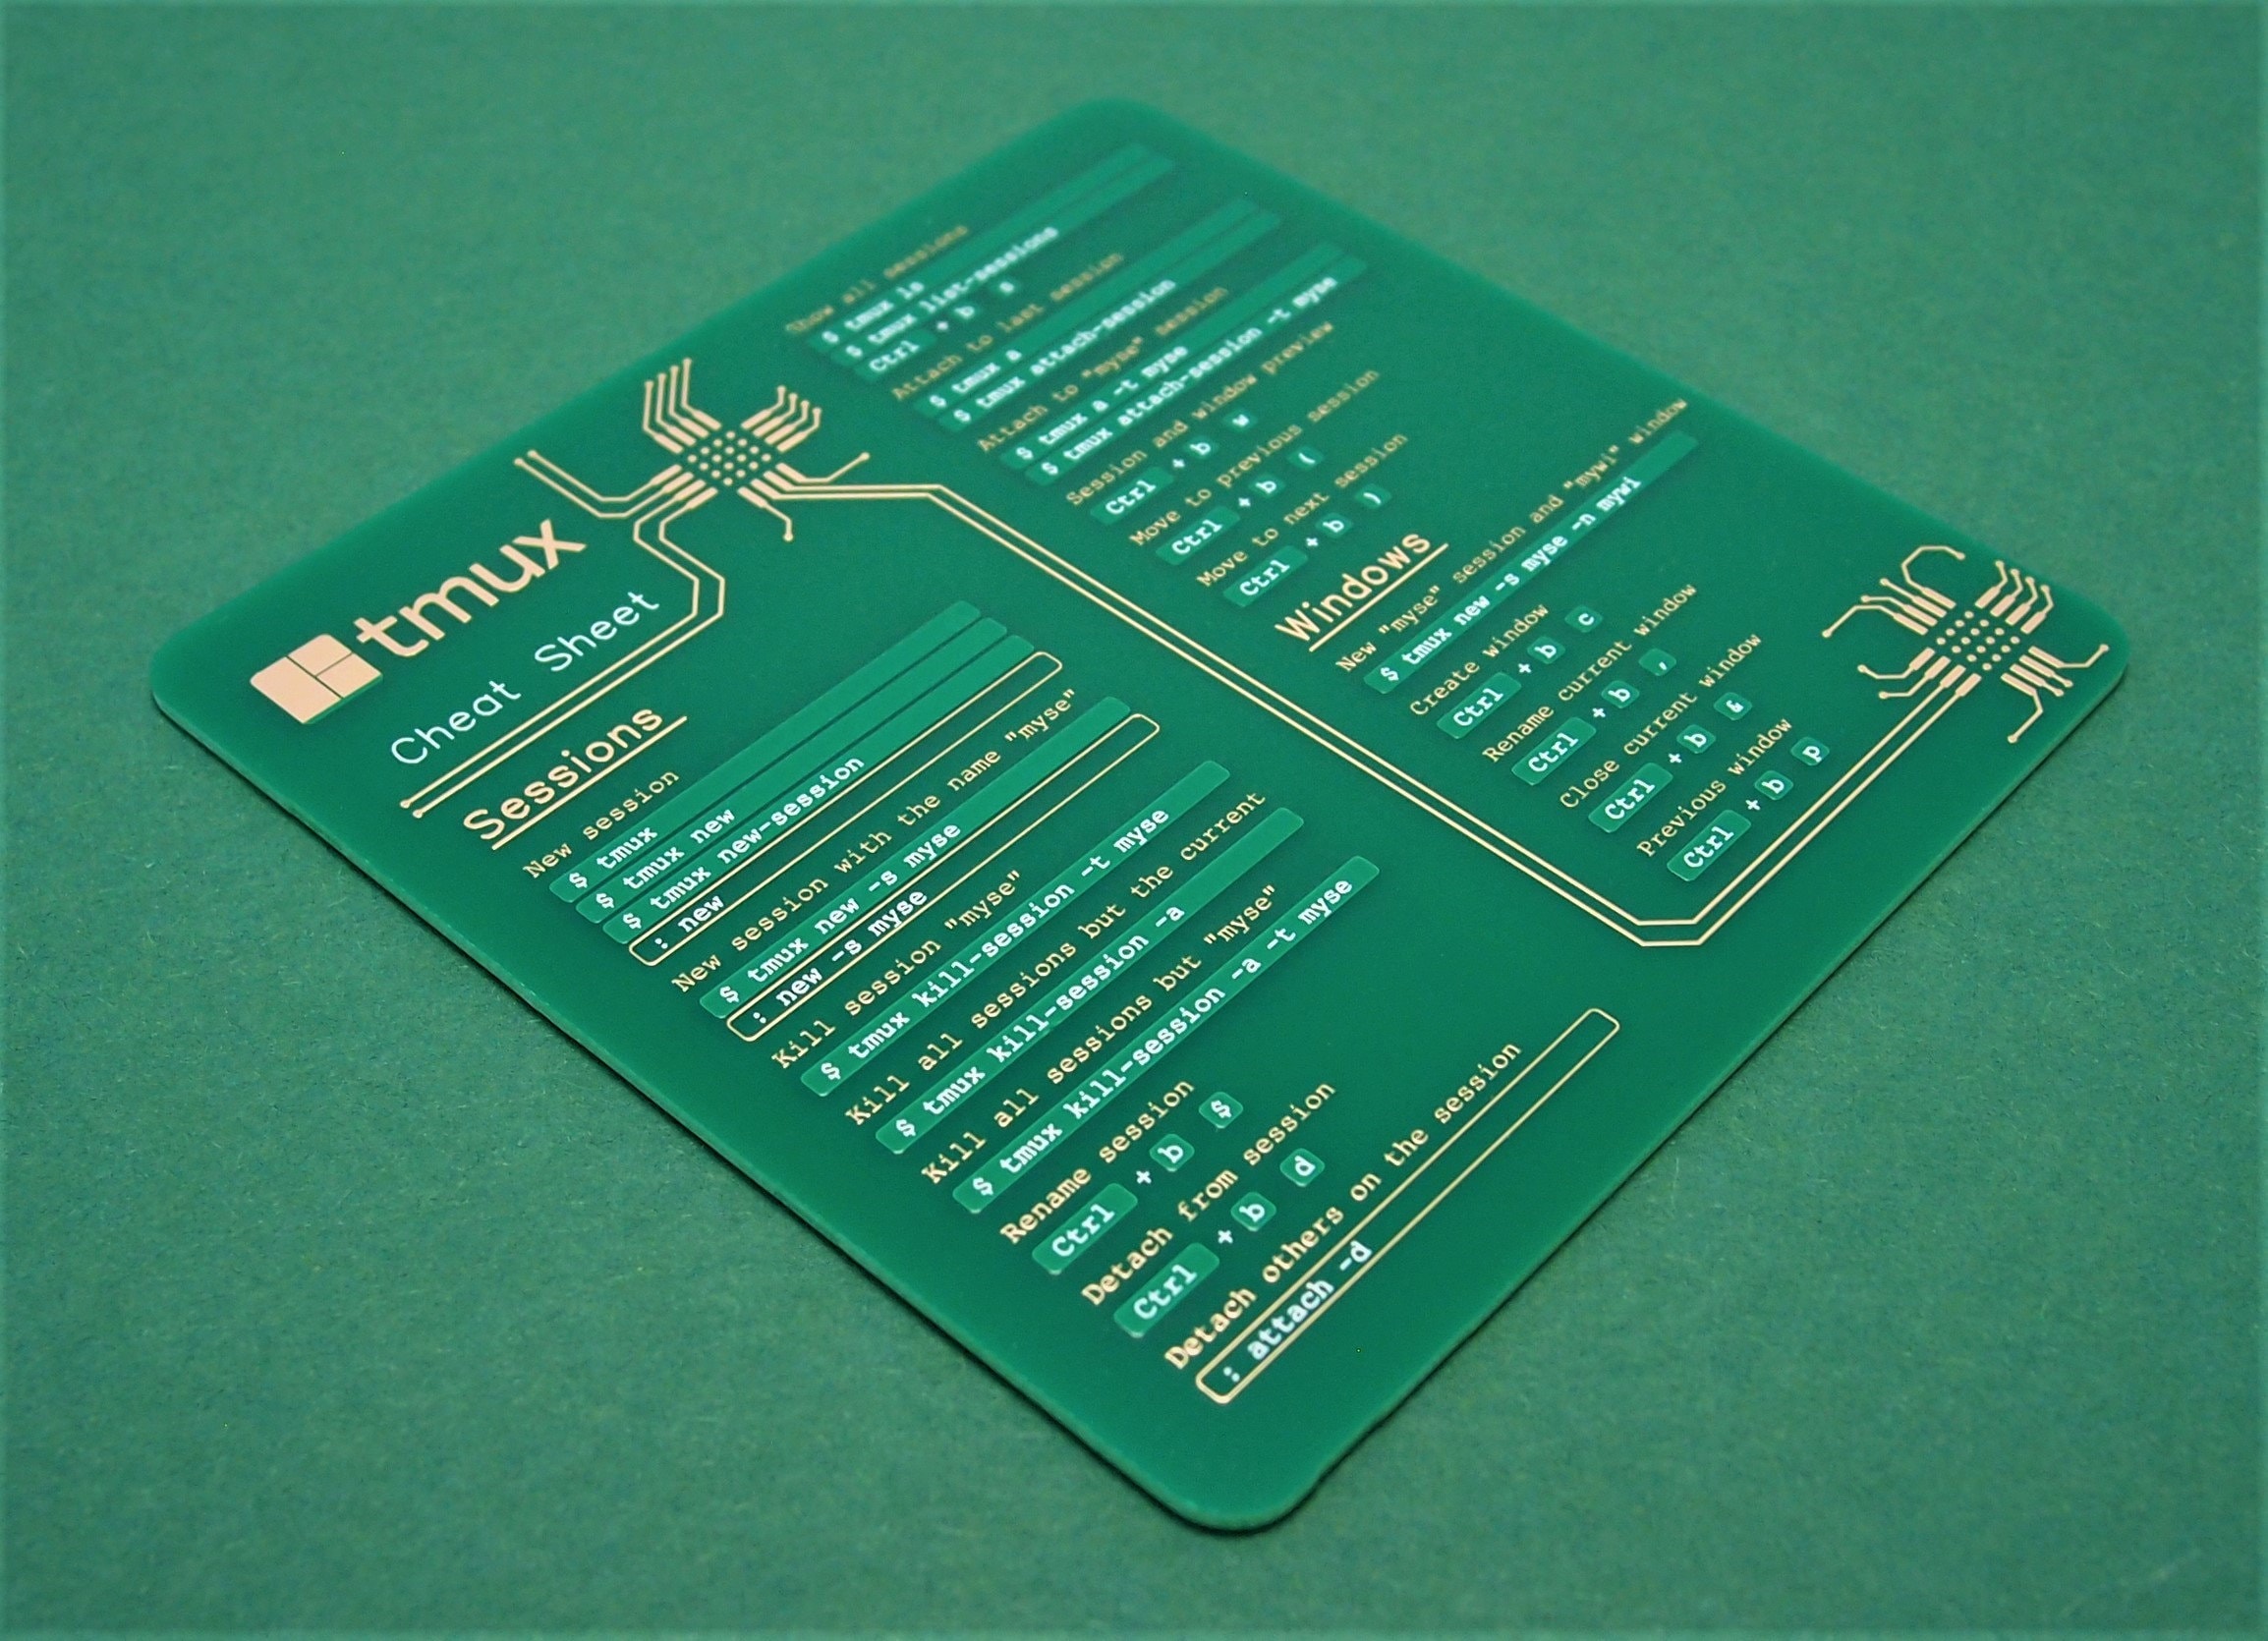 tmux
Cheat Sheet
Sessions
New session
$ tmux
$ tmux new
$ tmux new-session
: new
New session with the name "myse"
$ tmux new -s myse
: new -s myse
Kill session "myse"
$ tmux kill-session -t myse
Kill all sessions but the current
$ tmux kill-session -a
Kill all sessions but "myse"
$ tmux kill-session -a -t myse
Rename session
Ctrl + b $
Detach from session
Ctrl + b d
Detach others on the session
: attach -d
Show all sessions
$ tmux ls
$ tmux list-sessions
Ctrl + b s
Attach to last session
$ tmux a
$ tmux attach-session
Attach to "myse" session
$ tmux a -t myse
$ tmux attach-session -t myse
Session and window preview
Ctrl + b w
Move to previous session
Ctrl + b (
Move to next session
Ctrl + b )
Windows
New "myse" session and "mywi" window
$ tmux new -s myse -n mywi
Create window
Ctrl + b c
Rename current window
Ctrl + b ,
Close current window
Ctrl + b &
Previous window
Ctrl + b p